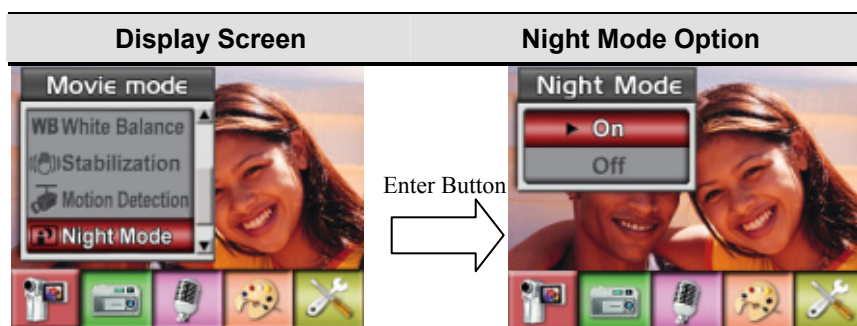 Display Screen
Night Mode Option
Movie mode
WB White Balance
Stabilization
Motion Detection
Night Mode
Enter Button
Night Mode
On
Off